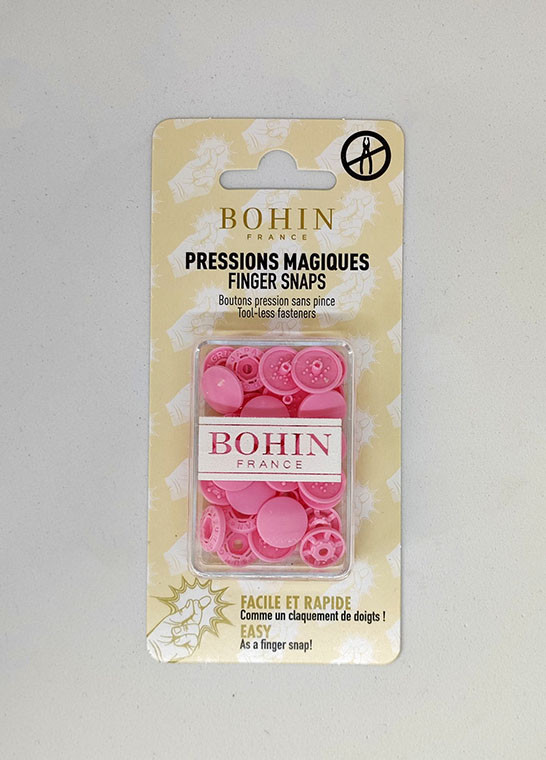 BOHIN
FRANCE
PRESSIONS MAGIQUES
FINGER SNAPS
Boutons pression sans pince
Tool-less fasteners
BOHIN
FRANCE
FACILE ET RAPIDE
Comme un claquement de doigts !
EASY
As a finger snap!